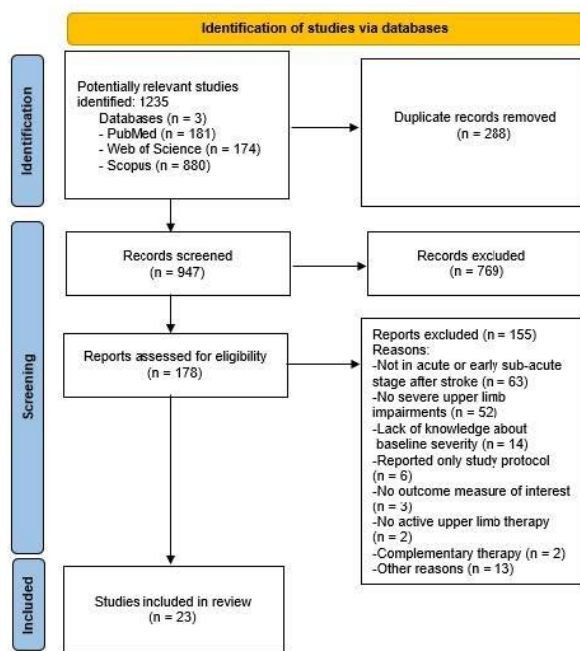 Identification of studies via databases
Identification
Potentially relevant studies
identified: 1235
Databases (n = 3)
- PubMed (n = 181)
- Web of Science (n = 174)
- Scopus (n = 880)
Duplicate records removed
(n = 288)
Screening
Records screened
(n = 947)
Records excluded
(n = 769)
Reports assessed for eligibility
(n = 178)
Reports excluded (n = 155)
Reasons:
-Not in acute or early sub-acute
stage after stroke (n = 63)
-No severe upper limb
impairments (n = 52)
-Lack of knowledge about
baseline severity (n = 14)
-Reported only study protocol
(n = 6)
-No outcome measure of interest
(n = 3)
-No active upper limb therapy
(n = 2)
-Complementary therapy (n = 2)
-Other reasons (n = 13)
Included
Studies included in review
(n = 23)